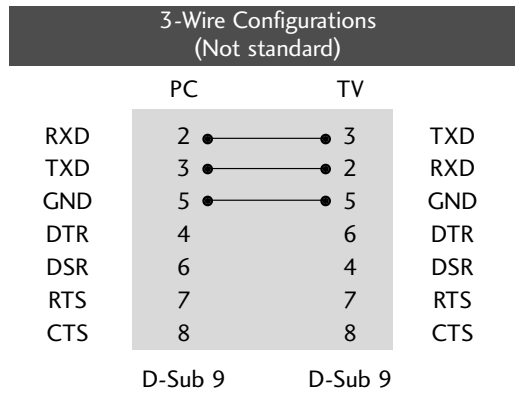 3-Wire Configurations
(Not standard)
PC TV
RXD 2 3 TXD
TXD 3 2 RXD
GND 5 5 GND
DTR 4 6 DTR
DSR 6 4 DSR
RTS 7 7 RTS
CTS 8 8 CTS
D-Sub 9 D-Sub 9